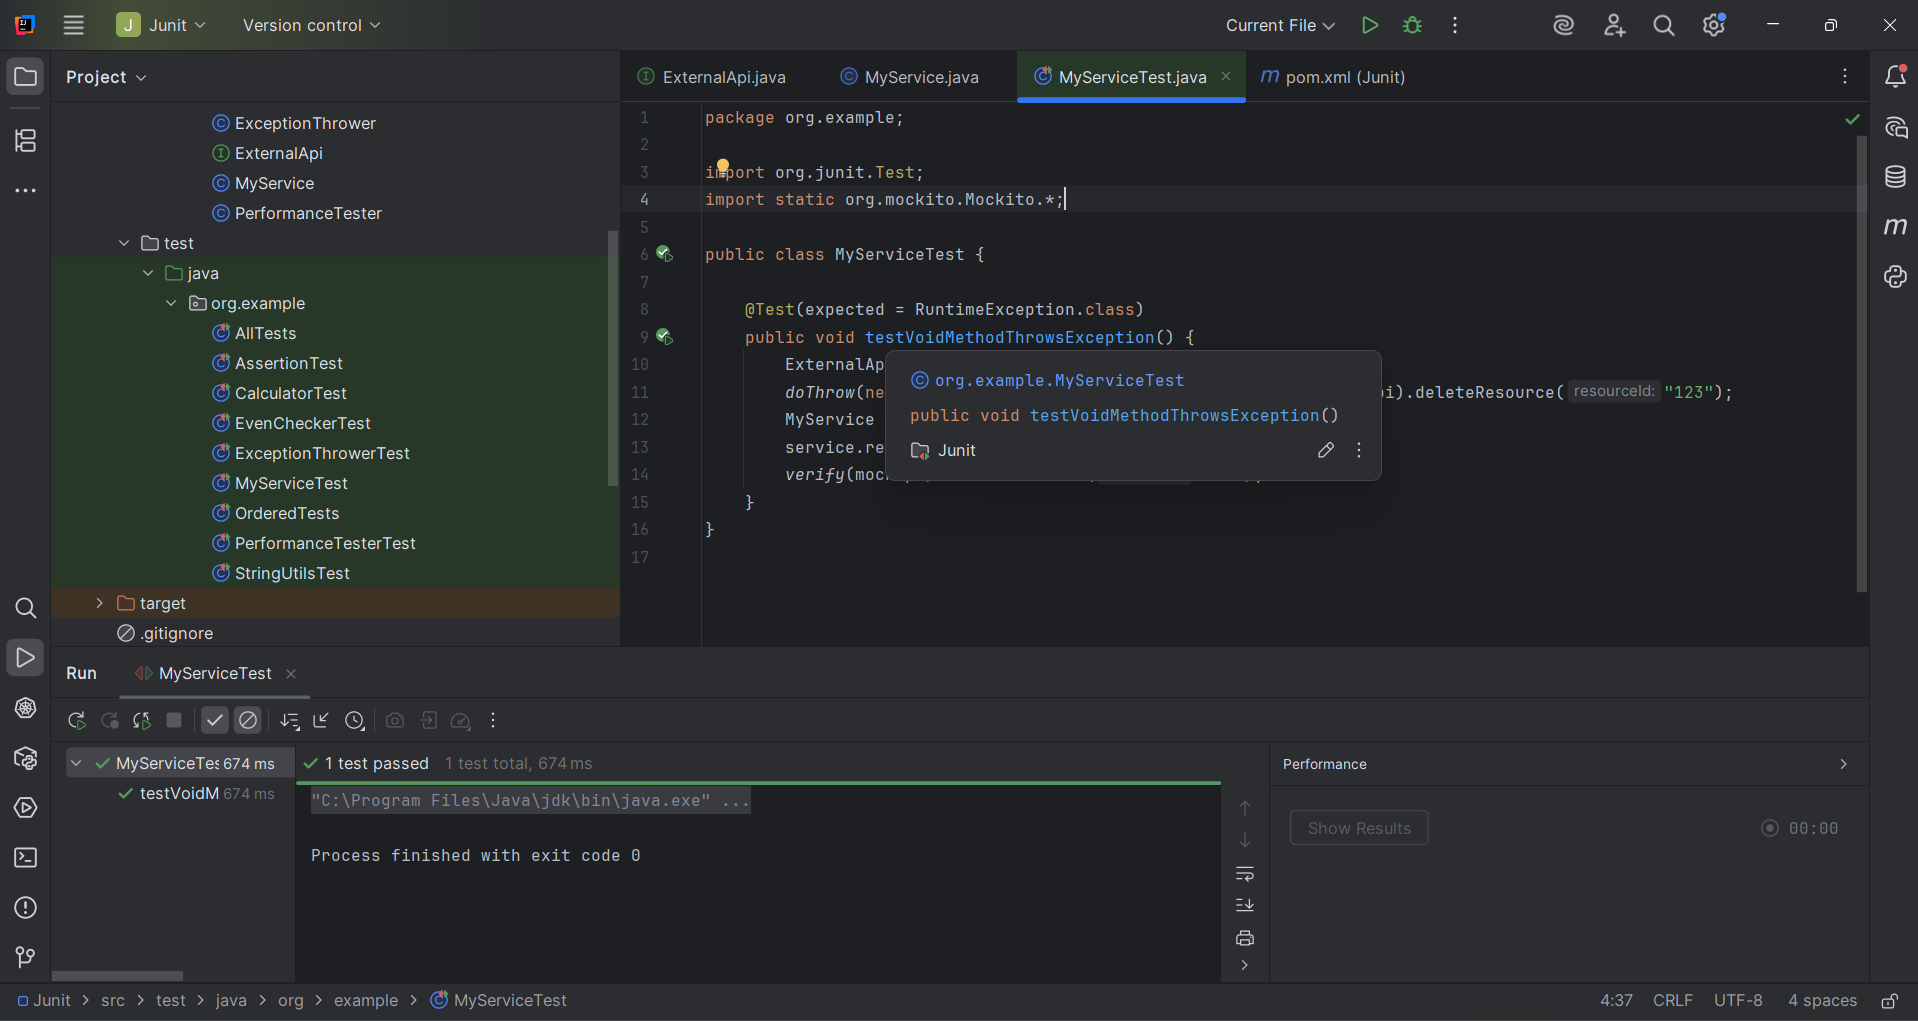 J Junit Version control Current File
Project
ExternalApi.java MyService.java MyServiceTest.java m pom.xml (Junit)
ExceptionThrower
ExternalApi
MyService
PerformanceTester
test
java
org.example
AllTests
AssertionTest
CalculatorTest
EvenCheckerTest
ExceptionThrowerTest
MyServiceTest
OrderedTests
PerformanceTesterTest
StringUtilsTest
target
.gitignore
1 package org.example;
2
3 import org.junit.Test;
4 import static org.mockito.Mockito.*;
5
6 public class MyServiceTest {
7
8 @Test(expected = RuntimeException.class)
9 public void testVoidMethodThrowsException() {
10 ExternalAp
11 doThrow(ne pi).deleteResource( resourceId: "123");
12 MyService
13 service.re
14 verify(moc
15 }
16 }
17
org.example.MyServiceTest
public void testVoidMethodThrowsException()
Junit
Run MyServiceTest
MyServiceTes 674 ms
testVoidM 674 ms
1 test passed 1 test total, 674 ms
"C:\Program Files\Java\jdk\bin\java.exe" ...
Process finished with exit code 0
Performance
Show Results 00:00
Junit > src > test > java > org > example > MyServiceTest
4:37 CRLF UTF-8 4 spaces